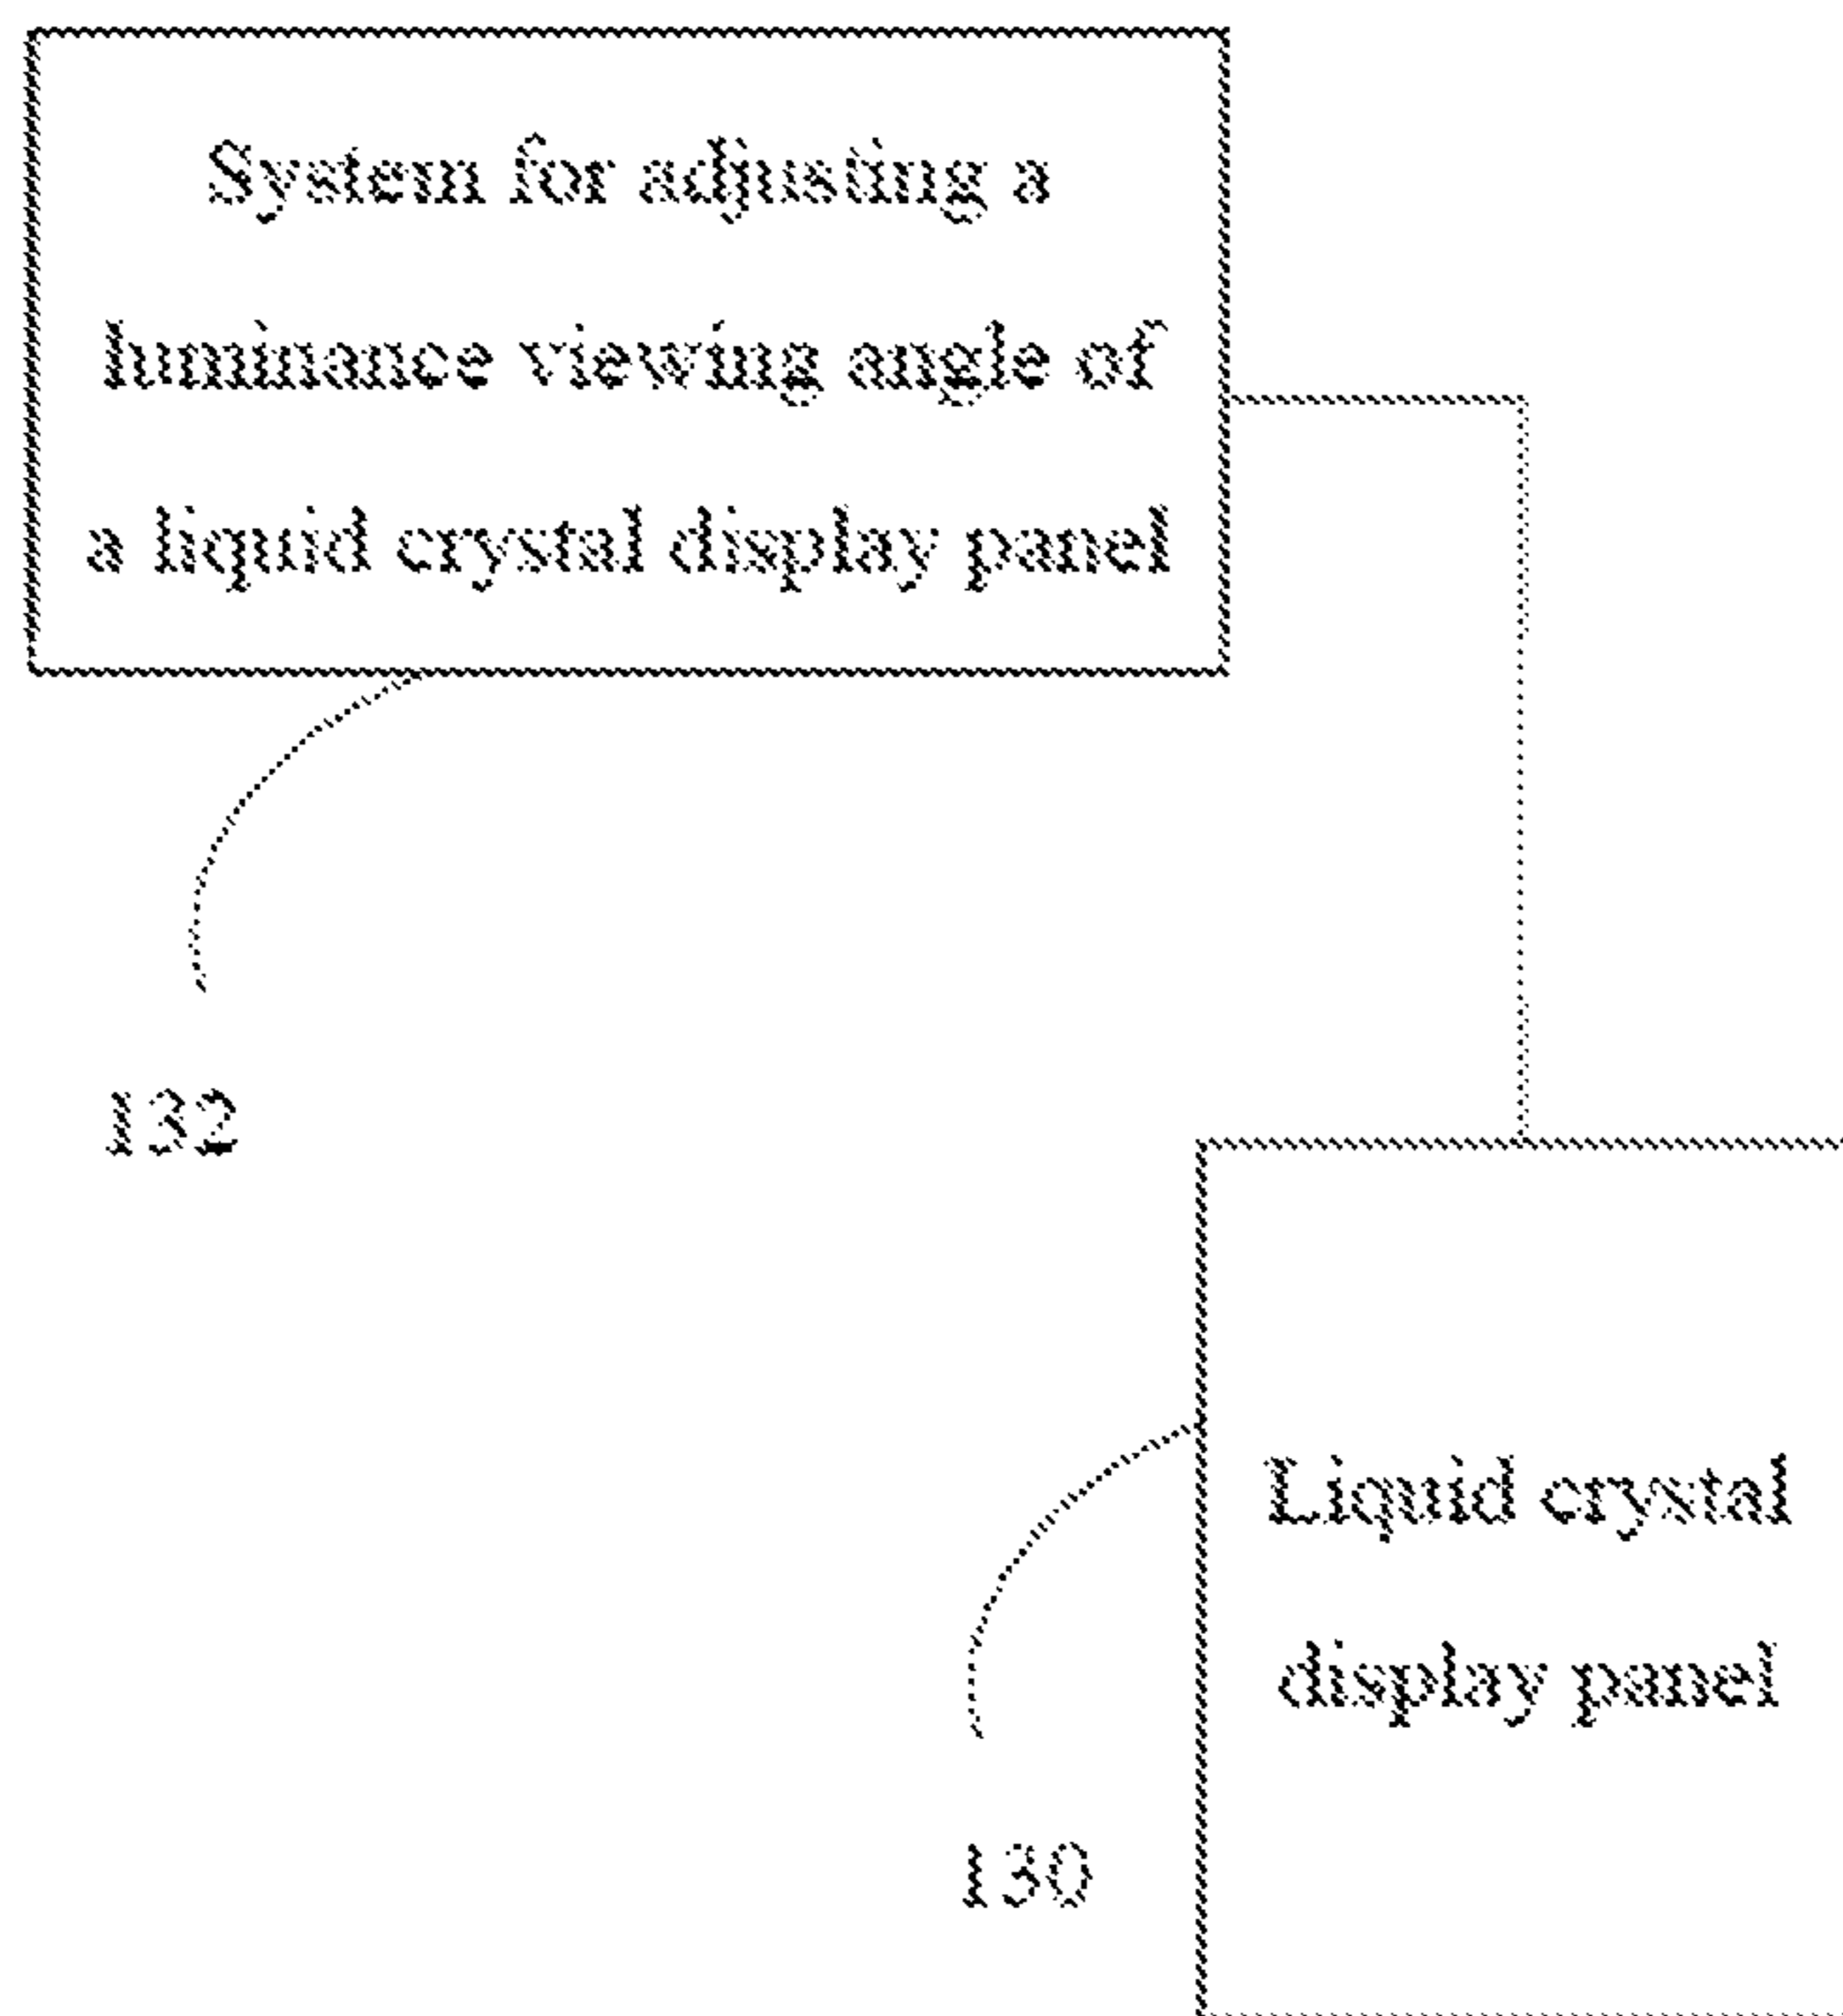 System for adjusting a
luminance viewing angle of
a liquid crystal display panel
132
Liquid crystal
display panel
130